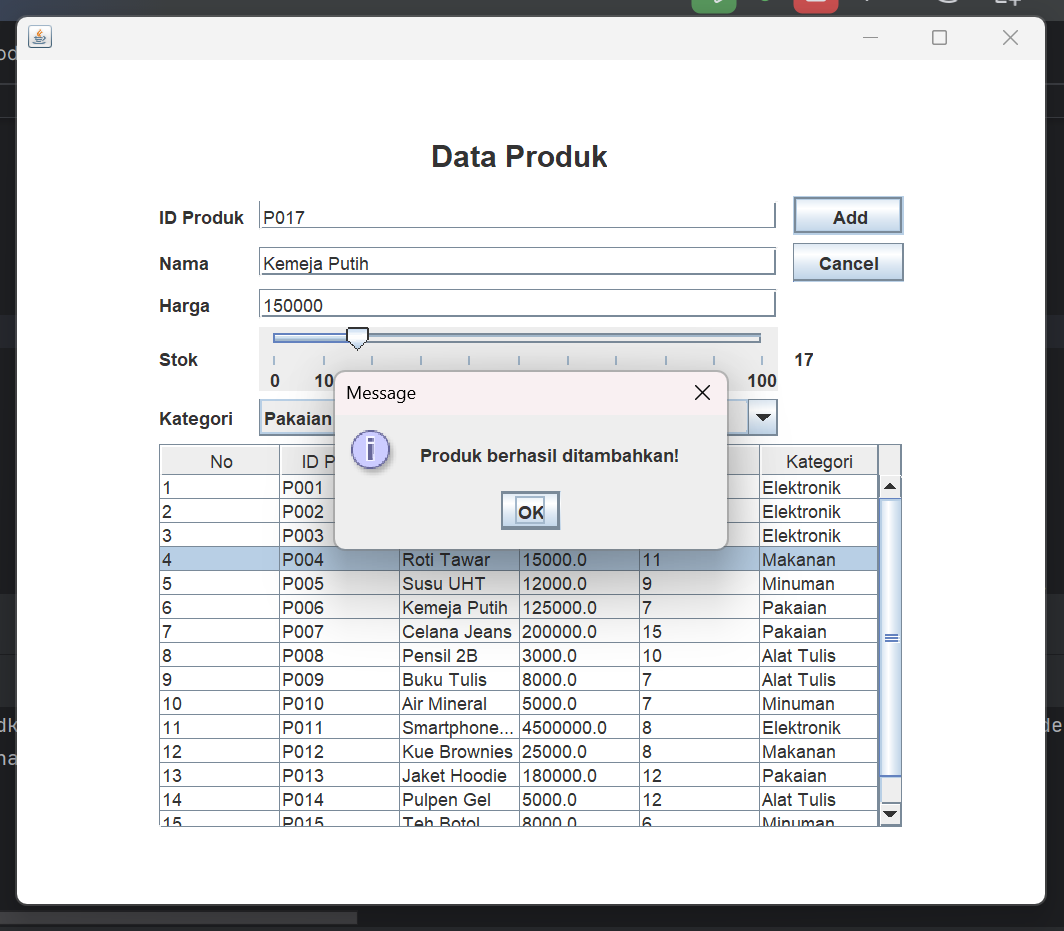 Data Produk
ID Produk P017 Add
Nama Kemeja Putih Cancel
Harga 150000
Stok 17
0 10 100
Kategori Pakaian
Message
Produk berhasil ditambahkan!
OK
No ID P Kategori
1 P001 Elektronik
2 P002 Elektronik
3 P003 Elektronik
4 P004 Roti Tawar 15000.0 11 Makanan
5 P005 Susu UHT 12000.0 9 Minuman
6 P006 Kemeja Putih 125000.0 7 Pakaian
7 P007 Celana Jeans 200000.0 15 Pakaian
8 P008 Pensil 2B 3000.0 10 Alat Tulis
9 P009 Buku Tulis 8000.0 7 Alat Tulis
10 P010 Air Mineral 5000.0 7 Minuman
11 P011 Smartphone... 4500000.0 8 Elektronik
12 P012 Kue Brownies 25000.0 8 Makanan
13 P013 Jaket Hoodie 180000.0 12 Pakaian
14 P014 Pulpen Gel 5000.0 12 Alat Tulis
15 P015 Teh Botol 8000.0 6 Minuman